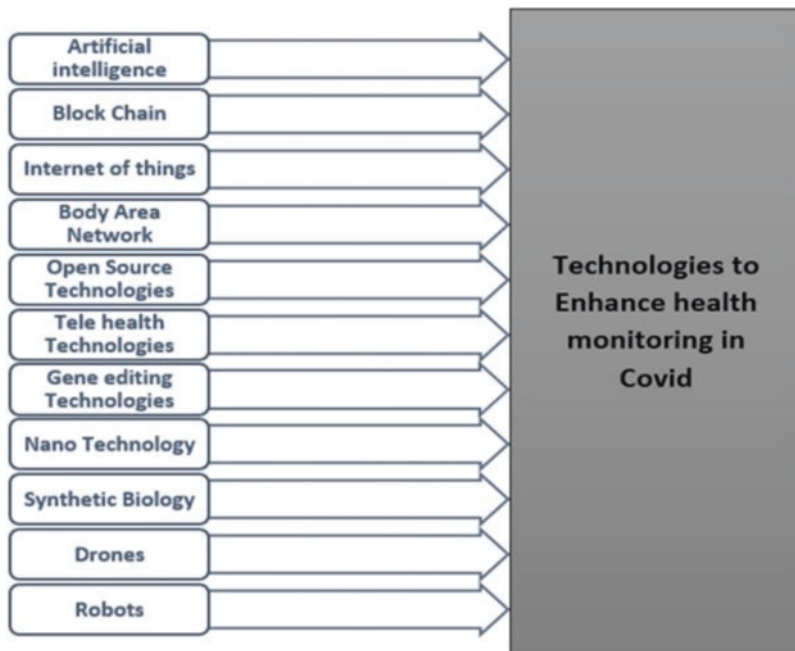 Artificial
intelligence
Block Chain
Internet of things
Body Area
Network
Open Source
Technologies
Tele health
Technologies
Gene editing
Technologies
Nano Technology
Synthetic Biology
Drones
Robots
Technologies to
Enhance health
monitoring in
Covid